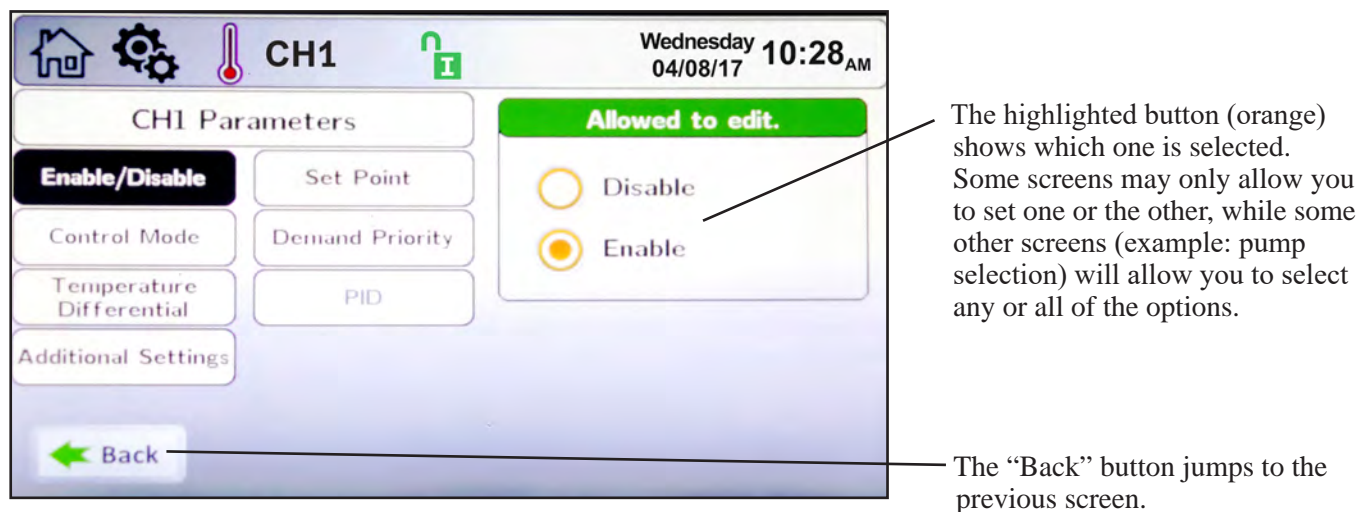 CH1
I
Wednesday
04/08/17
10:28 AM
CH1 Parameters
Enable/Disable
Set Point
Control Mode
Demand Priority
Temperature
Differential
PID
Additional Settings
Back
Allowed to edit.
Disable
Enable
The highlighted button (orange)
shows which one is selected.
Some screens may only allow you
to set one or the other, while some
other screens (example: pump
selection) will allow you to select
any or all of the options.
The “Back” button jumps to the
previous screen.